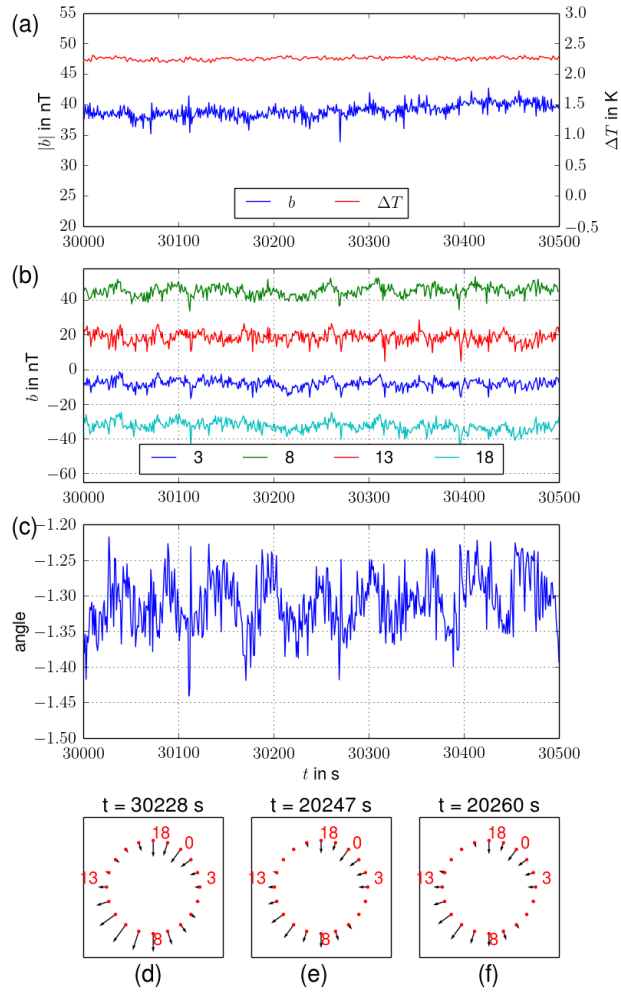 (a)
55
50
45
40
35
30
25
20
|b| in nT
3.0
2.5
2.0
1.5
1.0
0.5
0.0
−0.5
ΔT in K
b ΔT
30000 30100 30200 30300 30400 30500
(b)
40
20
0
−20
−40
−60
b in nT
3 8 13 18
30000 30100 30200 30300 30400 30500
(c)
−1.20
−1.25
−1.30
−1.35
−1.40
−1.45
−1.50
angle
30000 30100 30200 30300 30400 30500
t in s
t = 30228 s t = 20247 s t = 20260 s
18 0 3 13 8
18 0 3 13 8
18 0 3 13 8
(d) (e) (f)